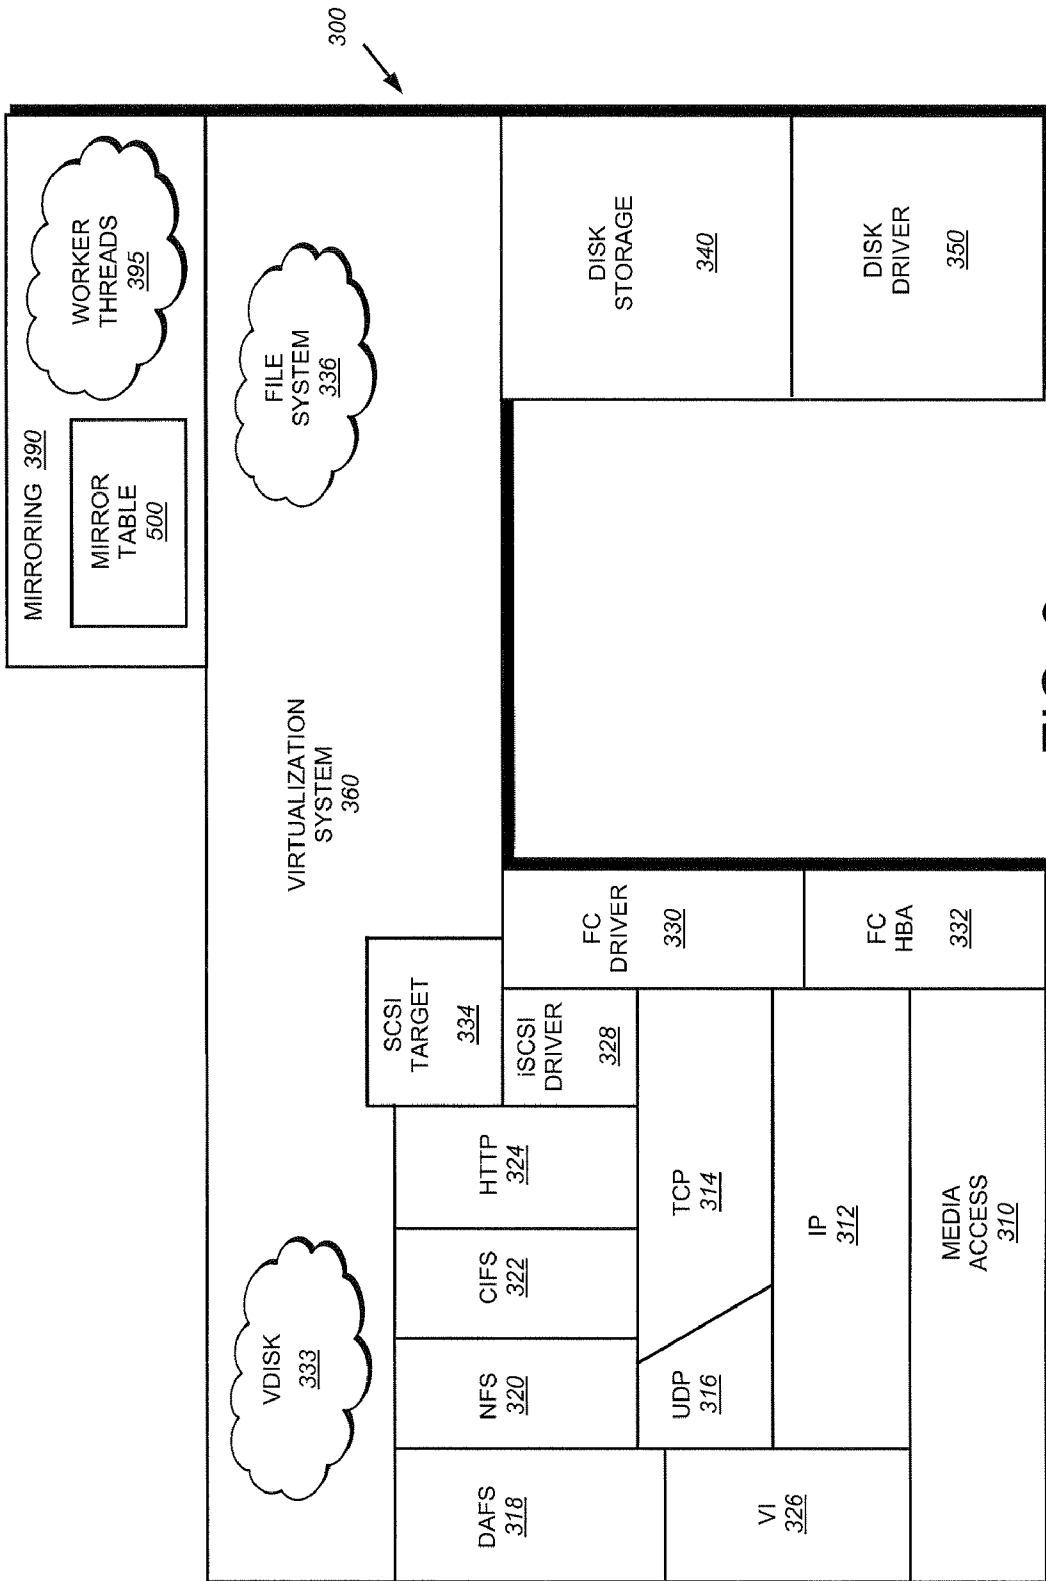 300
MIRRORING 390
MIRROR
TABLE
500
WORKER
THREADS
395
VDISK
333
VIRTUALIZATION
SYSTEM
360
FILE
SYSTEM
336
DAFS
318
NFS
320
CIFS
322
HTTP
324
SCSI
TARGET
334
iSCSI
DRIVER
328
FC
DRIVER
330
DISK
STORAGE
340
VI
326
UDP
316
TCP
314
IP
312
MEDIA
ACCESS
310
FC
HBA
332
DISK
DRIVER
350